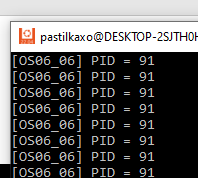 pastilkaxo@DESKTOP-2SJTH0H
[OS06_06] PID = 91
[OS06_06] PID = 91
[OS06_06] PID = 91
[OS06_06] PID = 91
[OS06_06] PID = 91
[OS06_06] PID = 91
[OS06_06] PID = 91
[OS06_06] PID = 91